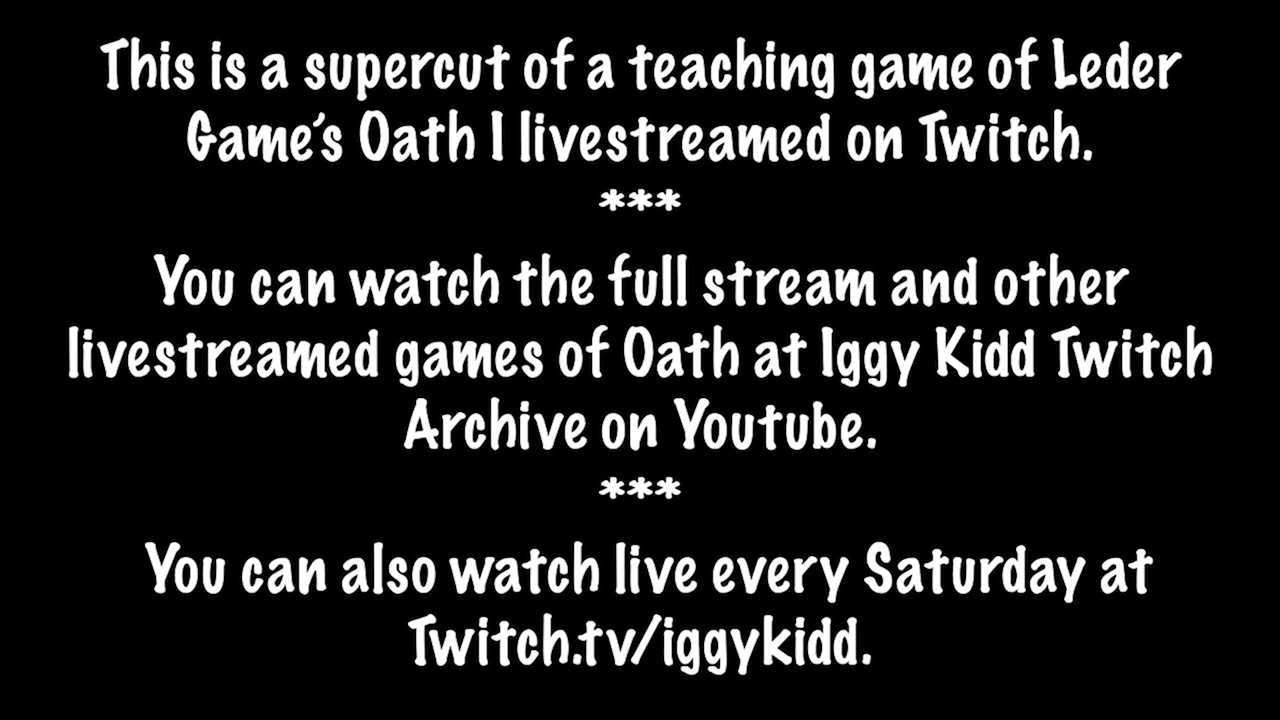 This is a supercut of a teaching game of Leder
Game's Oath I livestreamed on Twitch.
***
You can watch the full stream and other
livestreamed games of Oath at Iggy Kidd Twitch
Archive on Youtube.
***
You can also watch live every Saturday at
Twitch.tv/iggykidd.